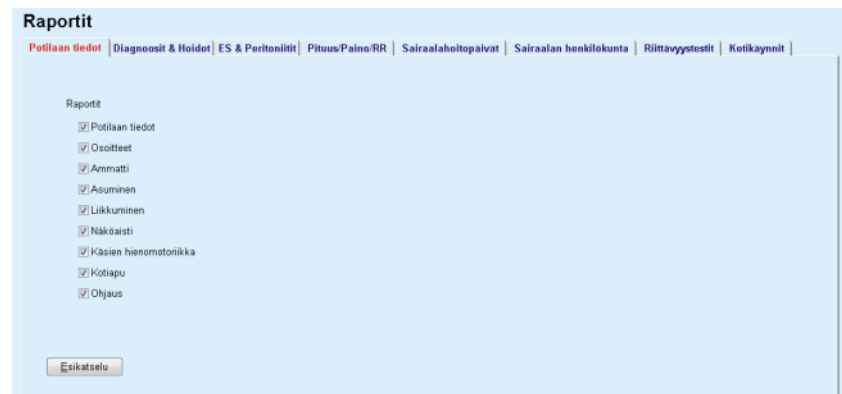 Raportit
Potilaan tiedot Diagnoosit & Hoidot ES & Peritoniitit Pituus/Paino/RR Sairaalahoitopäivät Sairaalan henkilökunta Riittävyystestit Kotikäynnit
Raportit
Potilaan tiedot
Osoitteet
Ammatti
Asuminen
Liikkuminen
Näköaisti
Käsien hienomotoriikka
Kotiapu
Ohjaus
Esikatselu